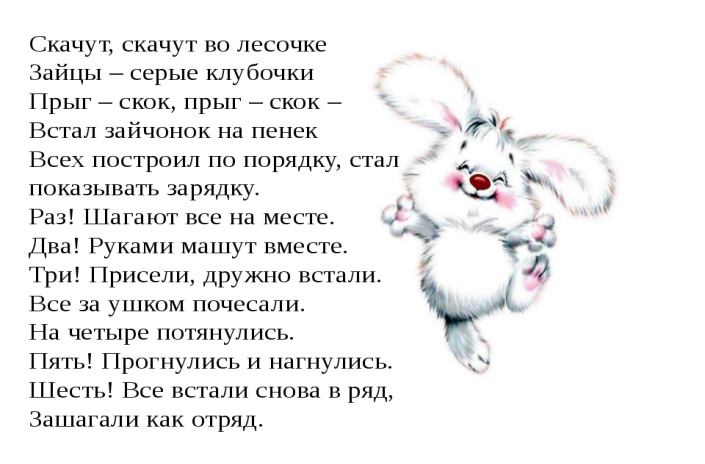 Скачут, скачут во лесочке
Зайцы – серые клубочки
Прыг – скок, прыг – скок –
Встал зайчонок на пенек
Всех построил по порядку, стал
показывать зарядку.
Раз! Шагают все на месте.
Два! Руками машут вместе.
Три! Присели, дружно встали.
Все за ушком почесали.
На четыре потянулись.
Пять! Прогнулись и нагнулись.
Шесть! Все встали снова в ряд,
Зашагали как отряд.